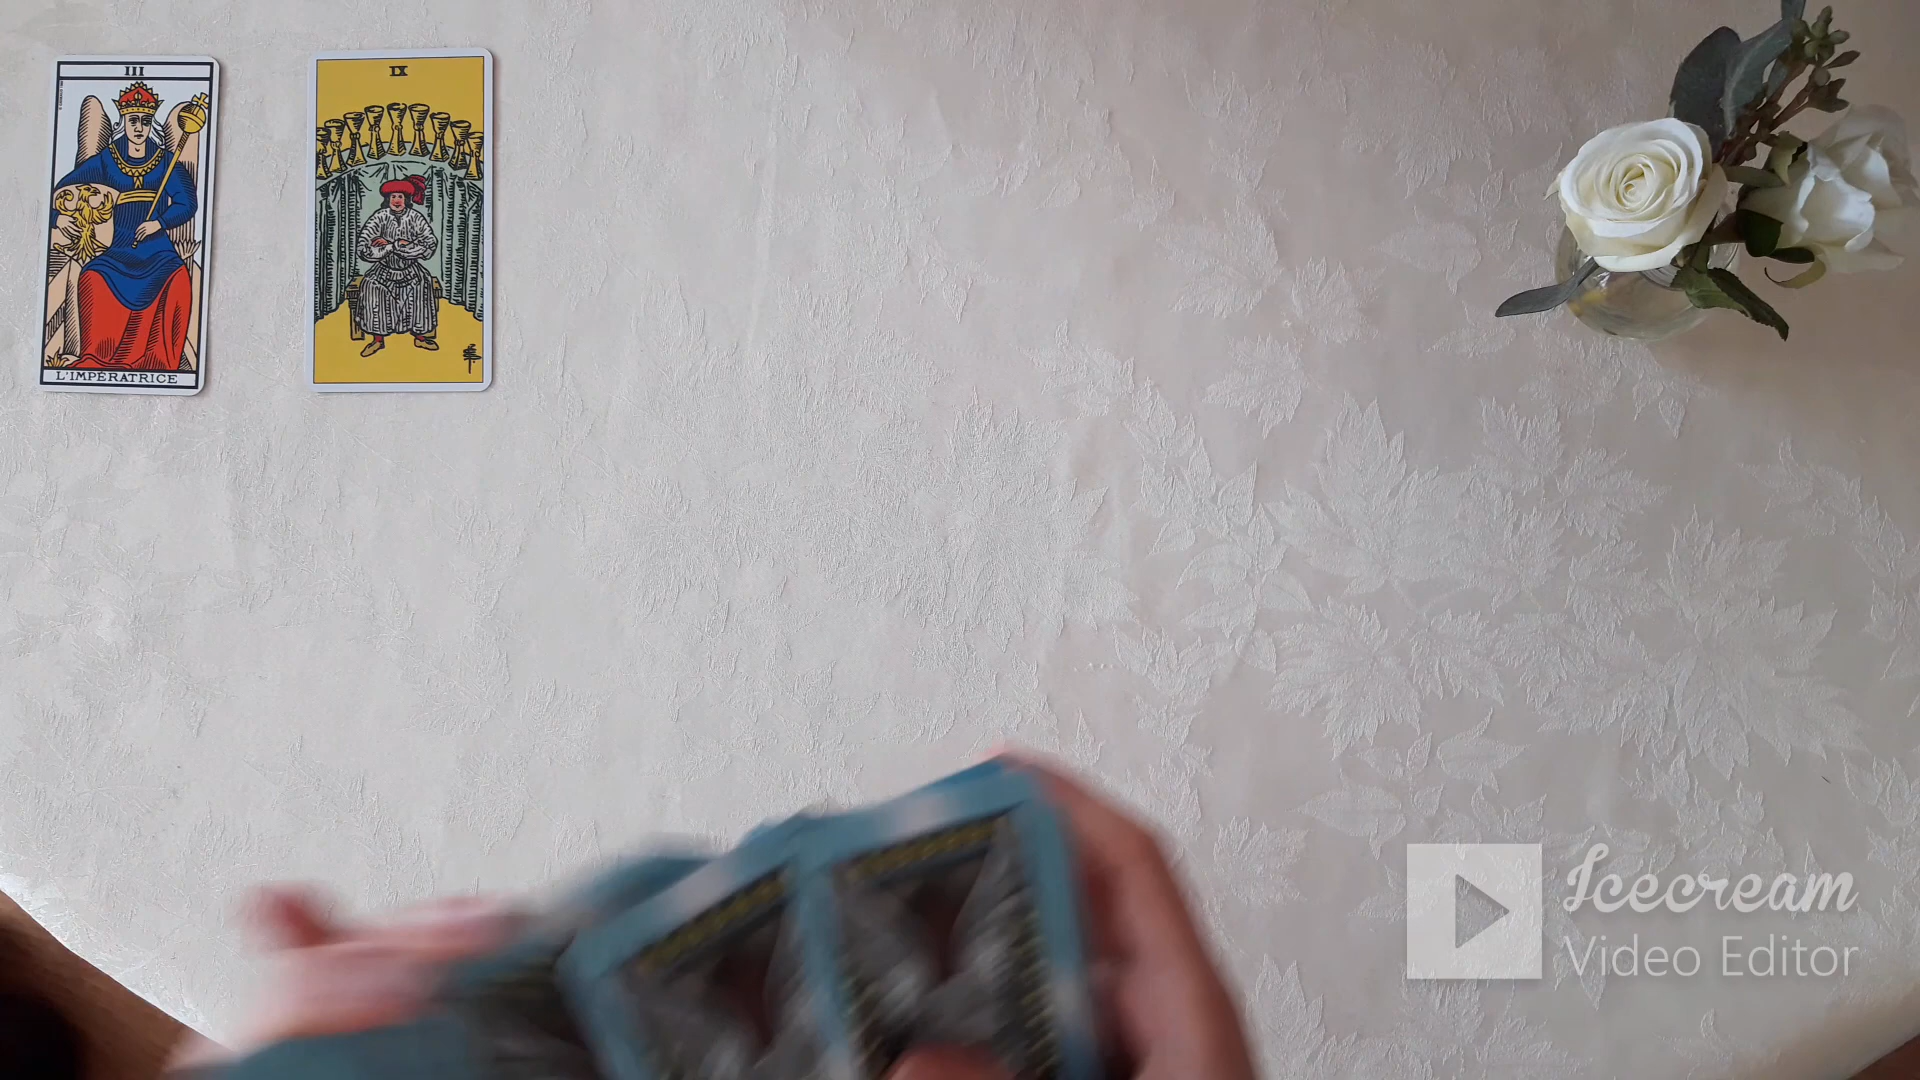 III
IX
L'IMPÉRATRICE
Icecream
Video Editor